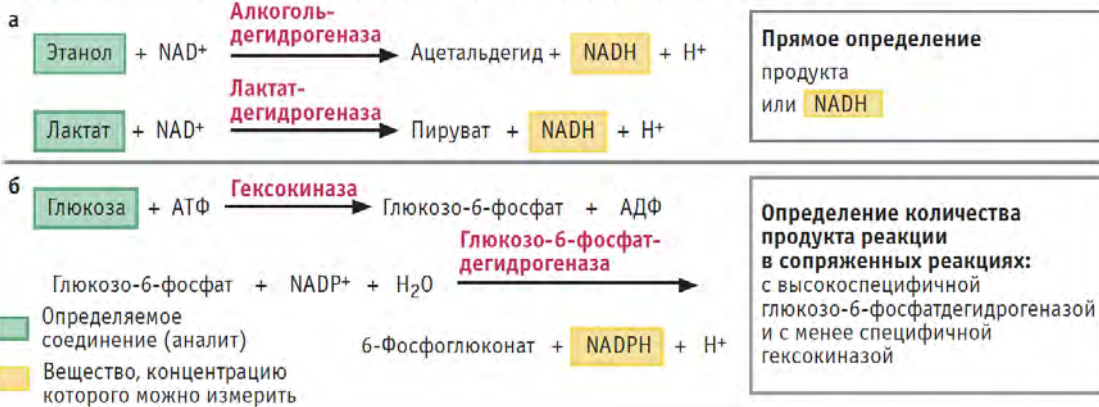 а
Алкоголь-
дегидрогеназа
Этанол + NAD⁺ Ацетальдегид + NADH + H⁺
Лактат-
дегидрогеназа
Лактат + NAD⁺ Пируват + NADH + H⁺
Прямое определение
продукта
или NADH
б
Гексокиназа
Глюкоза + АТФ Глюкозо-6-фосфат + АДФ
Глюкозо-6-фосфат-
дегидрогеназа
Глюкозо-6-фосфат + NADP⁺ + H₂O
6-Фосфоглюконат + NADPH + H⁺
Определяемое
соединение (аналит)
Вещество, концентрацию
которого можно измерить
Определение количества
продукта реакции
в сопряженных реакциях:
с высокоспецифичной
глюкозо-6-фосфатдегидрогеназой
и с менее специфичной
гексокиназой